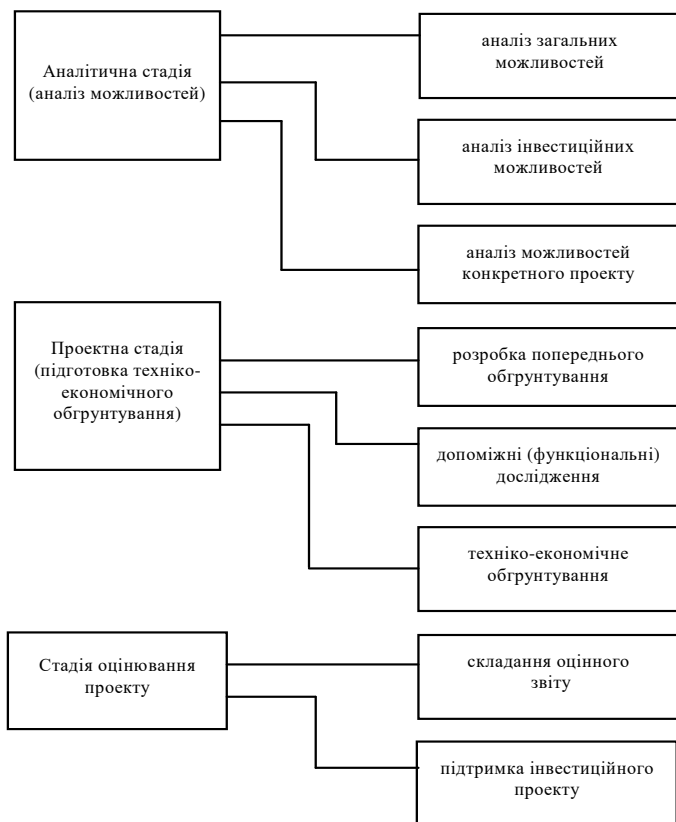 Аналітична стадія
(аналіз можливостей)
аналіз загальних
можливостей
аналіз інвестиційних
можливостей
аналіз можливостей
конкретного проекту
Проектна стадія
(підготовка техніко-
економічного
обгрунтування)
розробка попереднього
обгрунтування
допоміжні (функціональні)
дослідження
техніко-економічне
обгрунтування
Стадія оцінювання
проекту
складання оцінного
звіту
підтримка інвестиційного
проекту